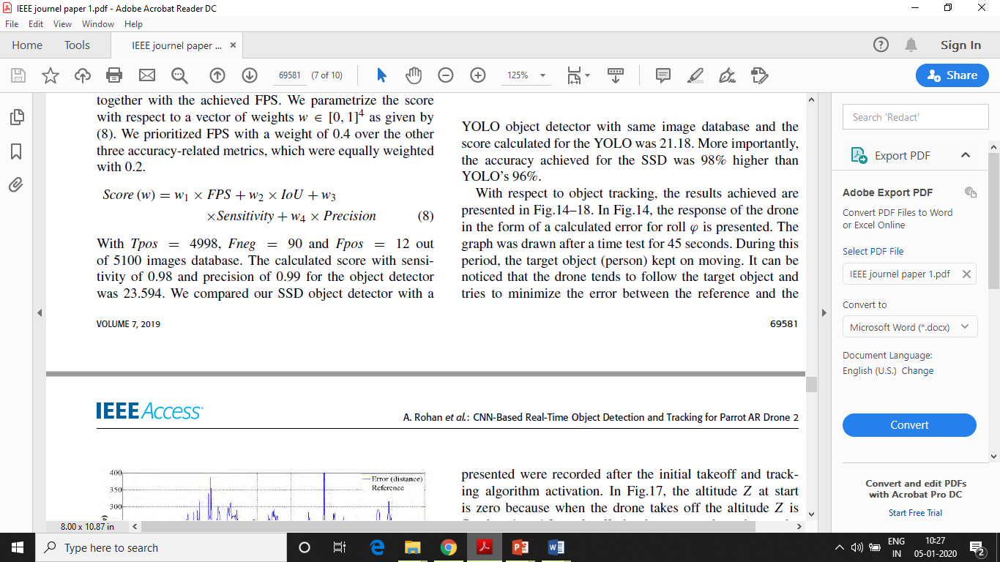 IEEE journel paper 1.pdf - Adobe Acrobat Reader DC
File Edit View Window Help
Home Tools IEEE journel paper ... × Sign In
69581 (7 of 10) 125% Share
together with the achieved FPS. We parametrize the score
with respect to a vector of weights w ∈ [0, 1]⁴ as given by
(8). We prioritized FPS with a weight of 0.4 over the other
three accuracy-related metrics, which were equally weighted
with 0.2.
Score (w) = w₁ × FPS + w₂ × IoU + w₃
×Sensitivity + w₄ × Precision (8)
With Tpos = 4998, Fneg = 90 and Fpos = 12 out
of 5100 images database. The calculated score with sensi-
tivity of 0.98 and precision of 0.99 for the object detector
was 23.594. We compared our SSD object detector with a
YOLO object detector with same image database and the
score calculated for the YOLO was 21.18. More importantly,
the accuracy achieved for the SSD was 98% higher than
YOLO's 96%.
With respect to object tracking, the results achieved are
presented in Fig.14–18. In Fig.14, the response of the drone
in the form of a calculated error for roll φ is presented. The
graph was drawn after a time test for 45 seconds. During this
period, the target object (person) kept on moving. It can be
noticed that the drone tends to follow the target object and
tries to minimize the error between the reference and the
VOLUME 7, 2019 69581
IEEE Access
A. Rohan et al.: CNN-Based Real-Time Object Detection and Tracking for Parrot AR Drone 2
400
350
300
Error (distance)
Reference
presented were recorded after the initial takeoff and track-
ing algorithm activation. In Fig.17, the altitude Z at start
is zero because when the drone takes off the altitude Z is
8.00 x 10.87 in
Search 'Redact'
Export PDF
Adobe Export PDF
Convert PDF Files to Word
or Excel Online
Select PDF File
IEEE journel paper 1.pdf
Convert to
Microsoft Word (*.docx)
Document Language:
English (U.S.) Change
Convert
Convert and edit PDFs
with Acrobat Pro DC
Start Free Trial
Type here to search
ENG
IN
10:27
05-01-2020
2